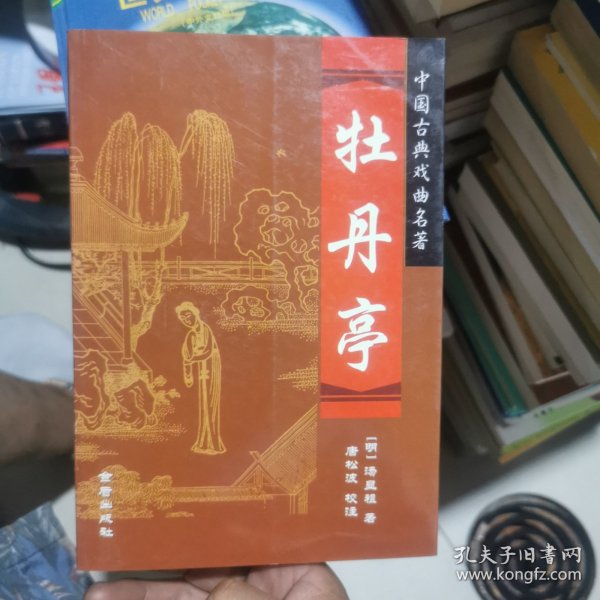 WORLD
中国古典戏曲名著
牡丹亭
[明]汤显祖 著
唐松波 校注
金盾出版社
孔夫子旧书网
www.kongfz.com